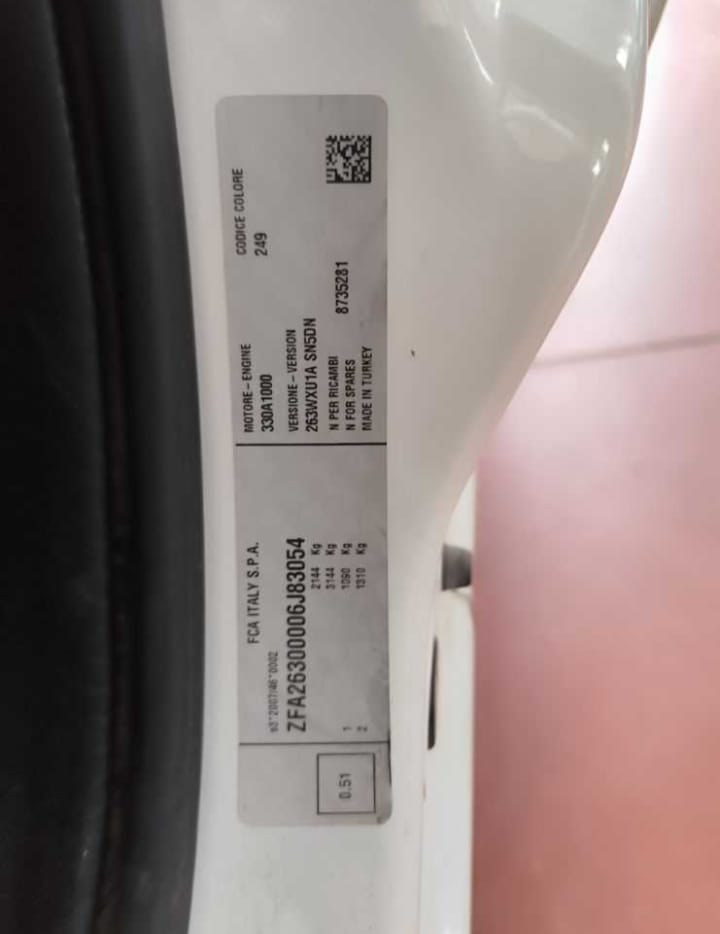 FCA ITALY S.P.A.
e3*2007/46*0002
ZFA26300006J83054
2144 Kg
3144 Kg
1 1090 Kg
2 1310 Kg
0.51
MOTORE - ENGINE
330A1000
CODICE COLORE
249
VERSIONE - VERSION
263WXU1A SN5DN
N PER RICAMBI
N FOR SPARES 8735281
MADE IN TURKEY